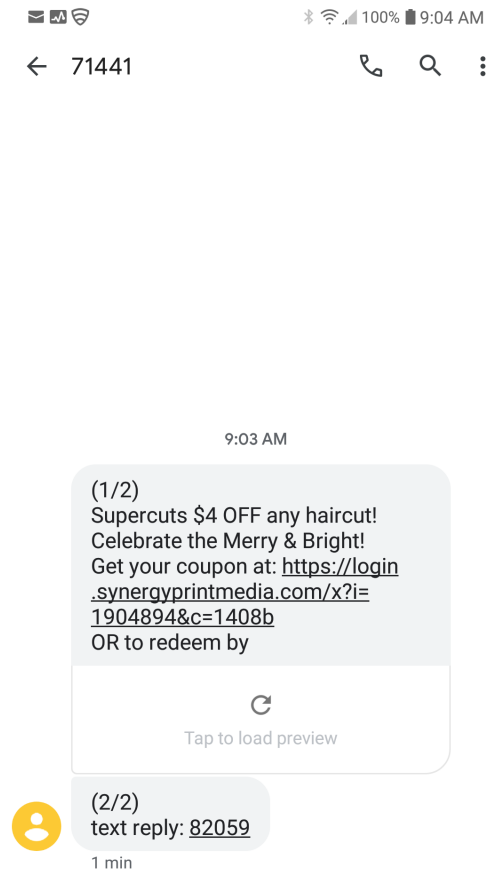 100% 9:04 AM
71441
9:03 AM
(1/2)
Supercuts $4 OFF any haircut!
Celebrate the Merry & Bright!
Get your coupon at: https://login
.synergyprintmedia.com/x?i=
1904894&c=1408b
OR to redeem by
Tap to load preview
(2/2)
text reply: 82059
1 min